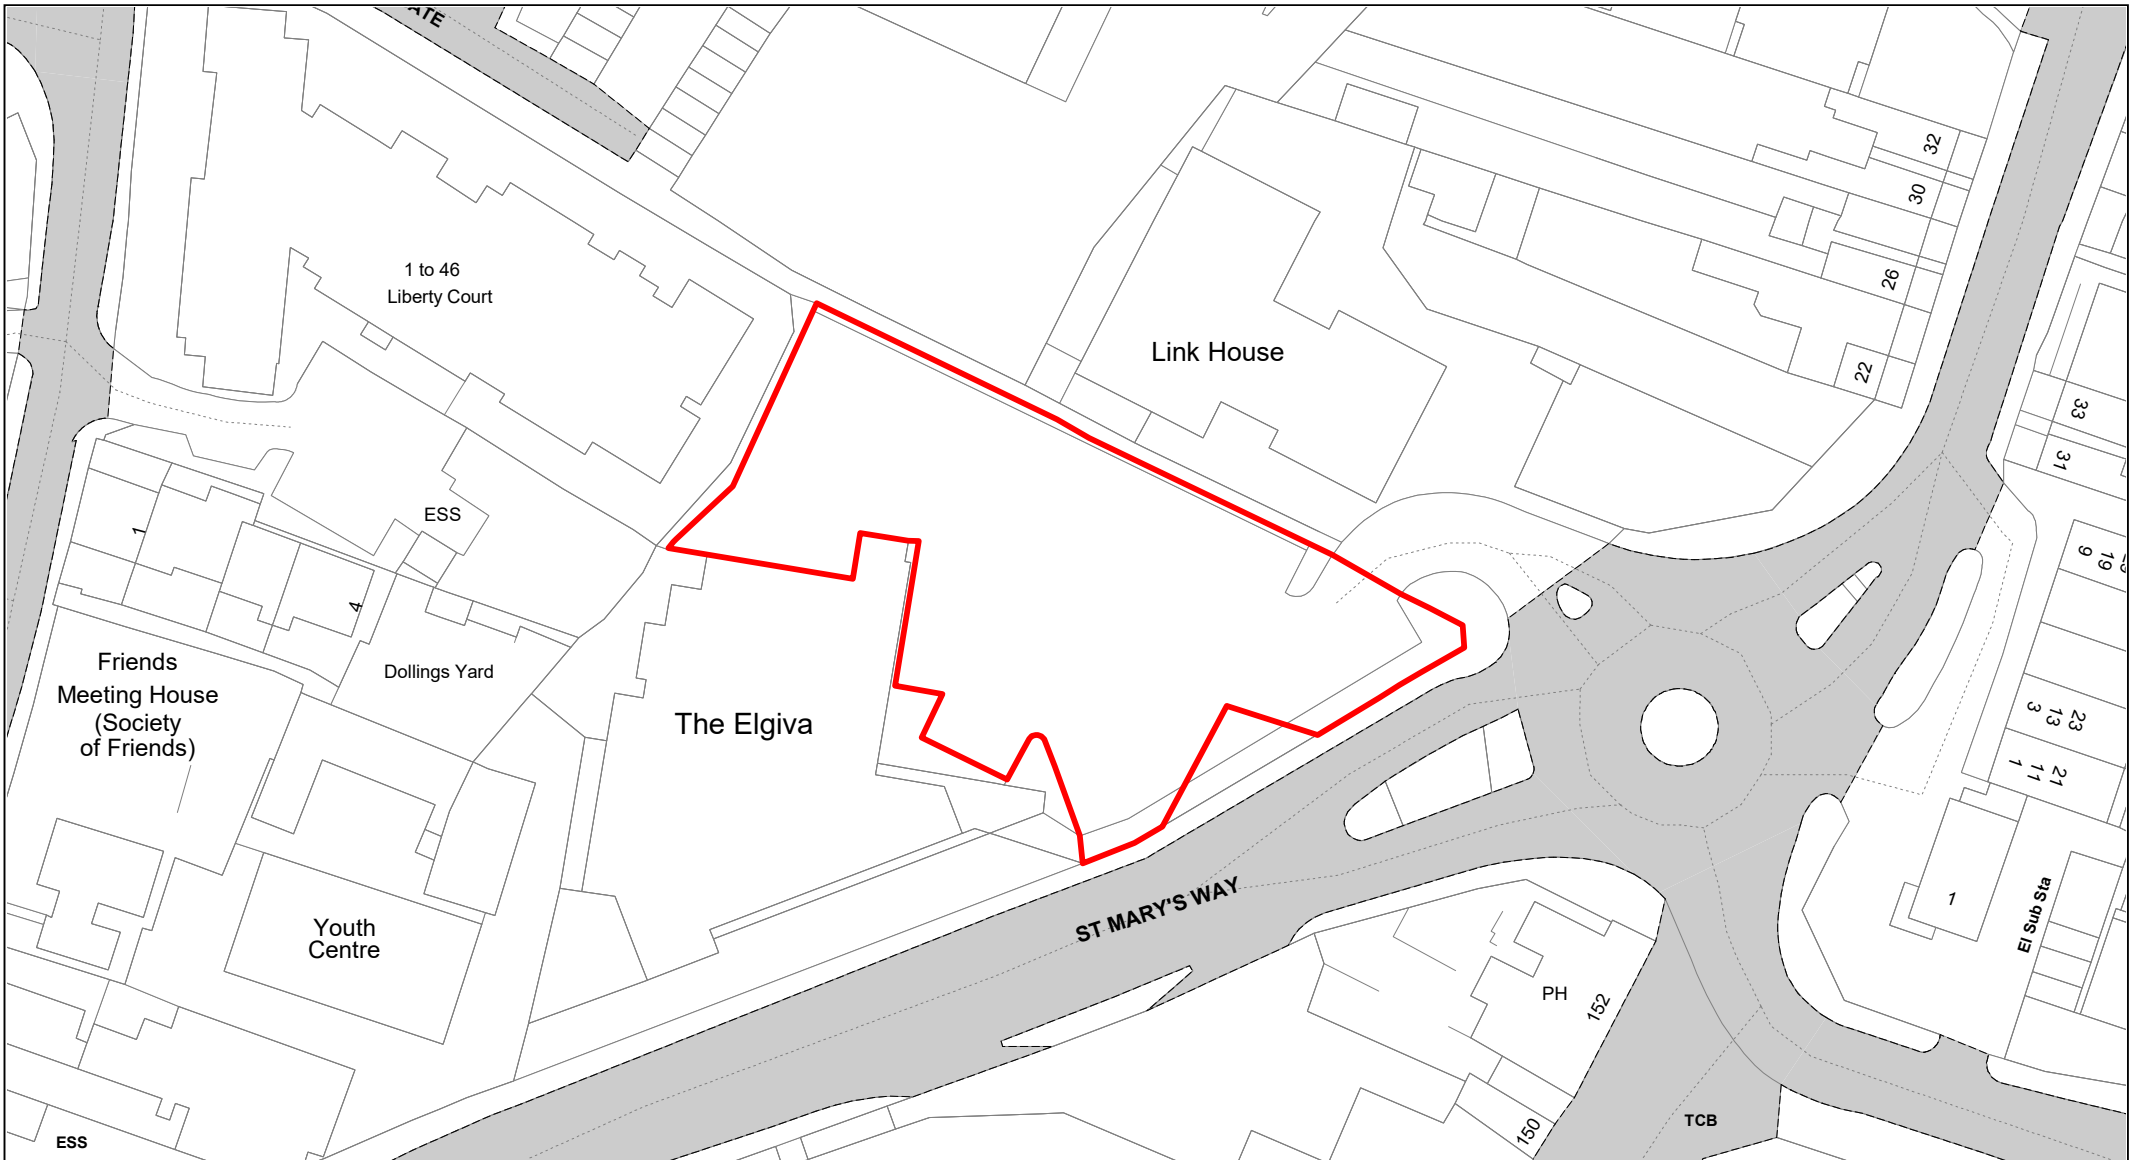 1 to 46
Liberty Court
Link House
32
30
26
22
33
31
ESS
1
4
Dollings Yard
Friends
Meeting House
(Society
of Friends)
The Elgiva
19
9
23
13
3
21
11
1
ST MARY'S WAY
Youth
Centre
PH
152
150
1
El Sub Sta
TCB
ESS